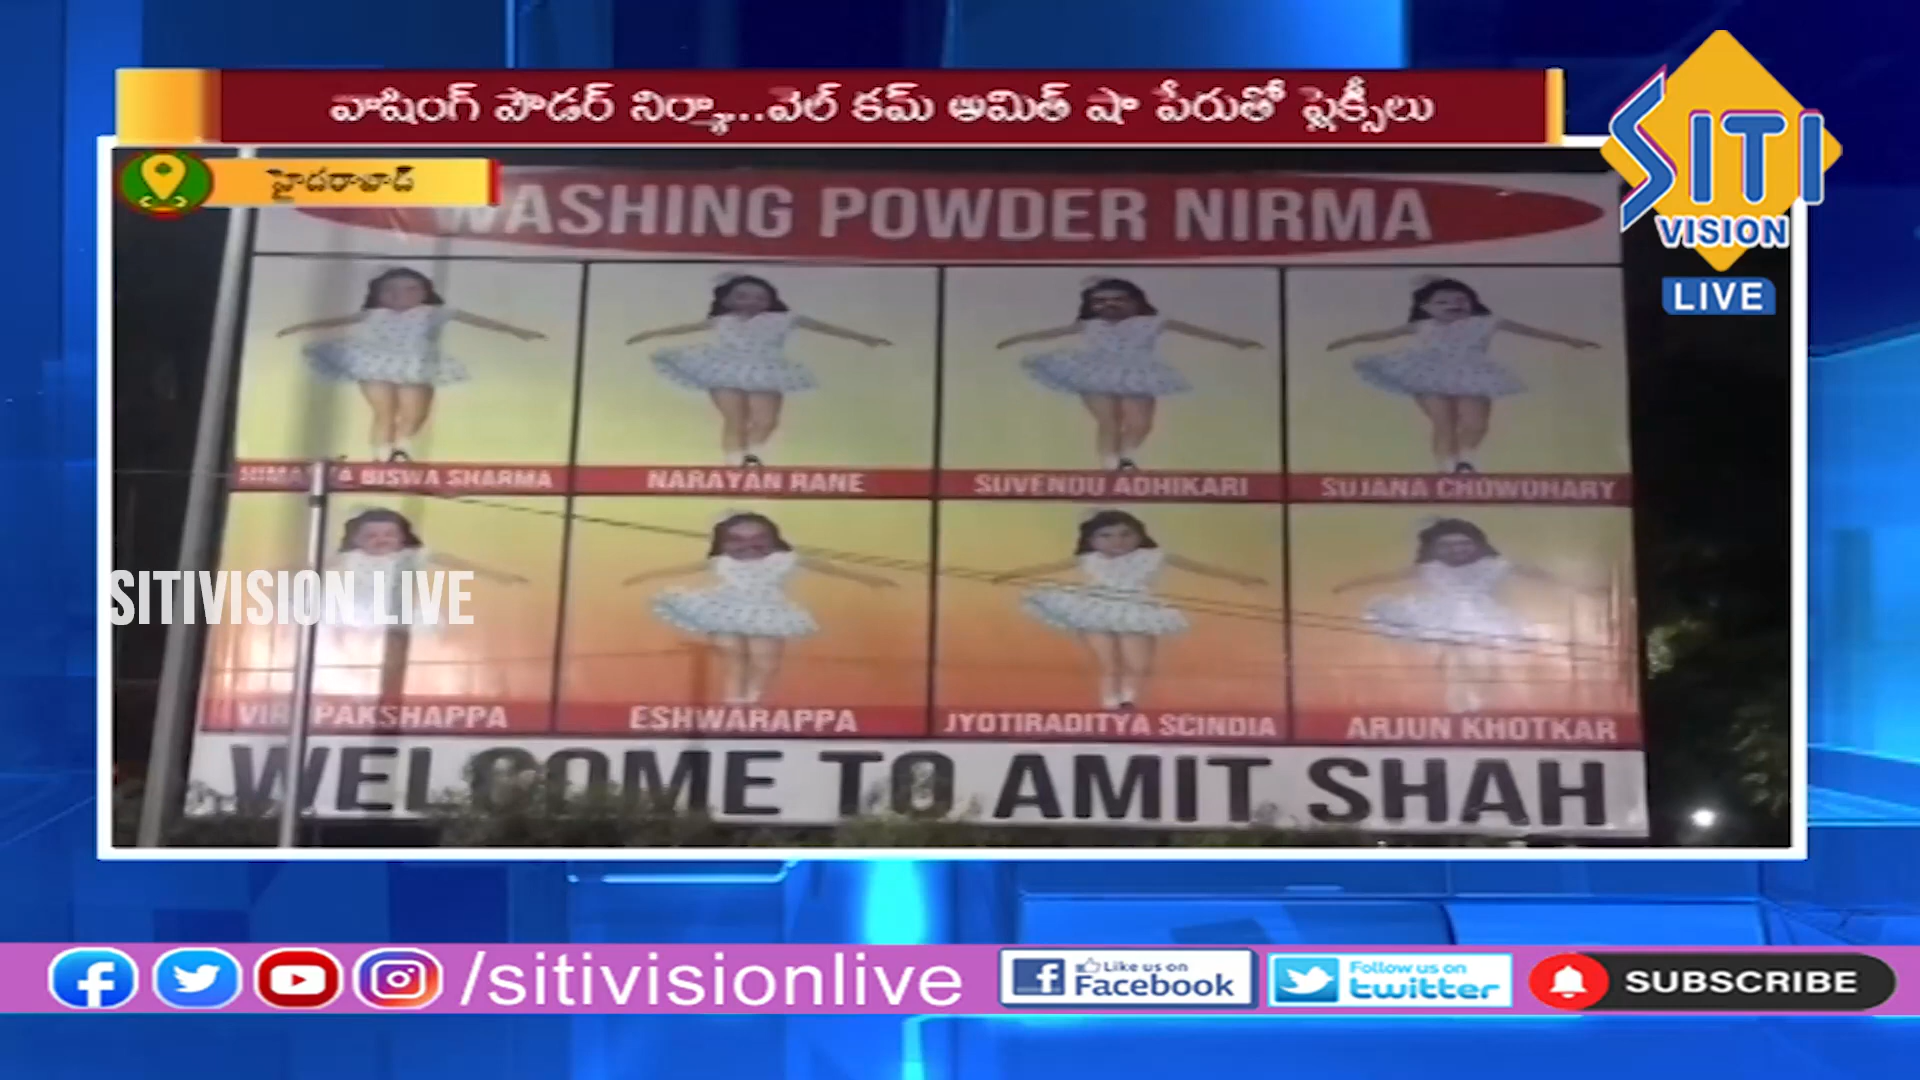 వాషింగ్ పౌడర్ నిర్మా...వెల్ కమ్ అమిత్ షా పేరుతో ఫ్లెక్సీలు
SITI
VISION
LIVE
హైదరాబాద్
WASHING POWDER NIRMA
BISWA SHARMA
NARAYAN RANE
SUVENDU ADHIKARI
SUJANA CHOWDHARY
SITIVISION LIVE
VIRUPAKSHAPPA
ESHWARAPPA
JYOTIRADITYA SCINDIA
ARJUN KHOTKAR
WELCOME TO AMIT SHAH
/sitivisionlive
Like us on
Facebook
Follow us on
twitter
SUBSCRIBE